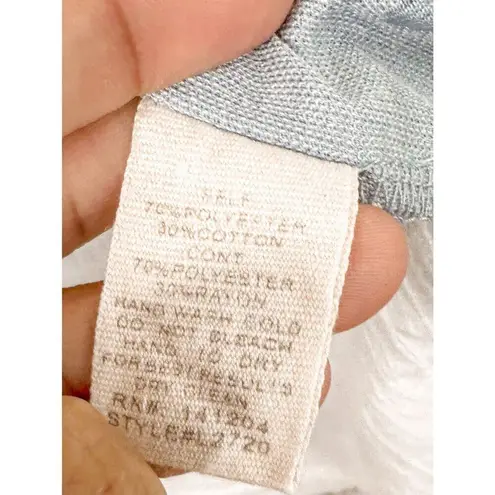 SELF
70%POLYESTER
30%COTTON
CONT
70%POLYESTER
30%RAYON
HAND WASH COLD
DO NOT BLEACH
HANG TO DRY
FOR BEST RESULTS
DRY CLEAN
RN#: 141204
STYLE#L2720